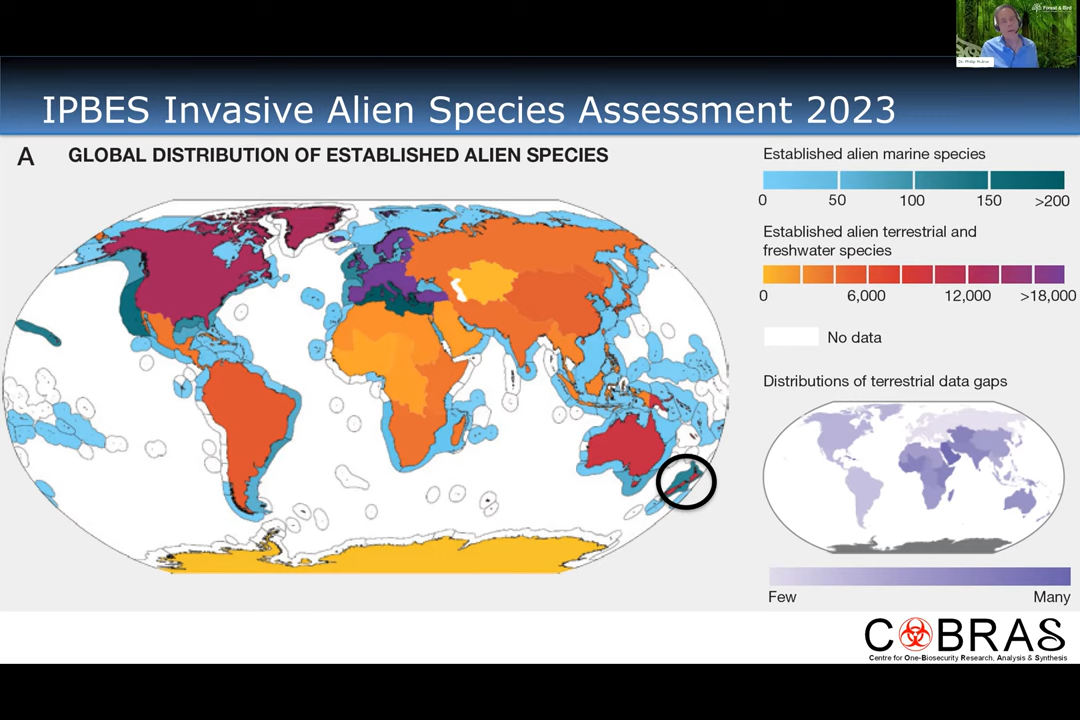 Forest & Bird
IPBES Invasive Alien Species Assessment 2023
A GLOBAL DISTRIBUTION OF ESTABLISHED ALIEN SPECIES
Established alien marine species
0 50 100 150 >200
Established alien terrestrial and
freshwater species
0 6,000 12,000 >18,000
No data
Distributions of terrestrial data gaps
Few Many
COBRAS
Centre for One-Biosecurity Research, Analysis & Synthesis